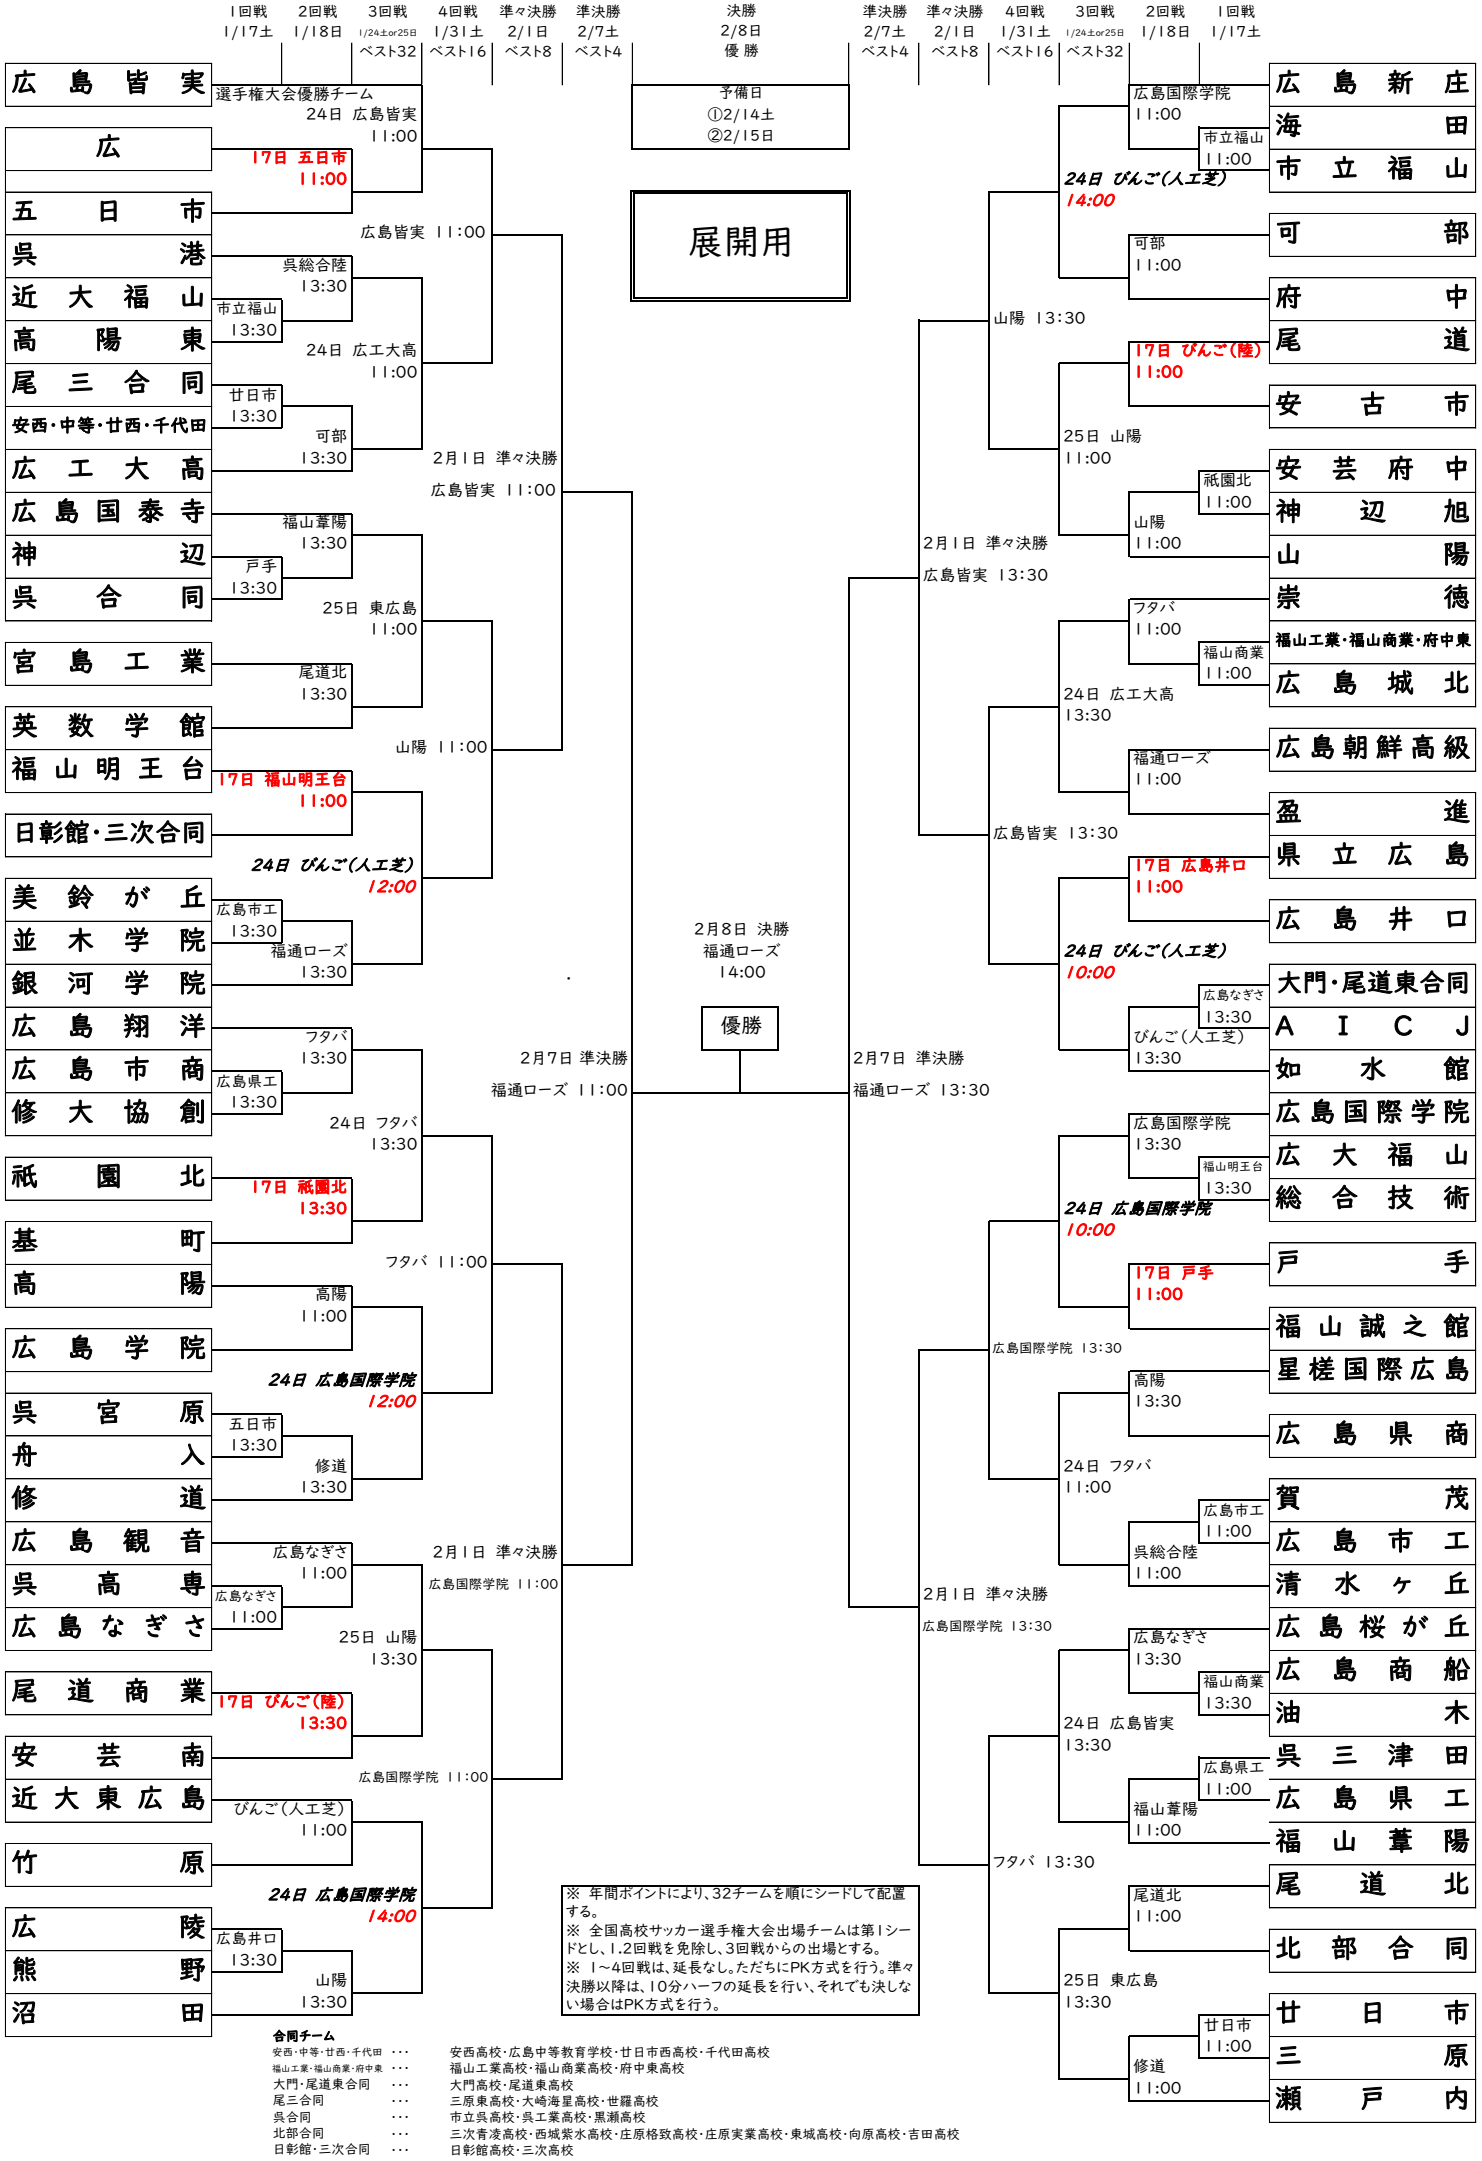 1回戦 2回戦 3回戦 4回戦 準々決勝 準決勝 決勝 準決勝 準々決勝 4回戦 3回戦 2回戦 1回戦
1/17土 1/18日 1/24土or25日 1/31土 2/1日 2/7土 2/8日 2/7土 2/1日 1/31土 1/24土or25日 1/18日 1/17土
ベスト32 ベスト16 ベスト8 ベスト4 優勝 ベスト4 ベスト8 ベスト16 ベスト32
広島皆実
選手権大会優勝チーム
24日 広島皆実
11:00
広
17日 五日市
11:00
五日市
広島皆実 11:00
呉港
呉総合陸
13:30
近大福山
市立福山
13:30
高陽東
24日 広工大高
11:00
尾三合同
廿日市
13:30
安西・中等・廿西・千代田
可部
13:30
広工大高
2月1日 準々決勝
広島皆実 11:00
広島国泰寺
福山葦陽
13:30
神辺
戸手
13:30
呉合同
25日 東広島
11:00
宮島工業
尾道北
13:30
英数学館
山陽 11:00
福山明王台
17日 福山明王台
11:00
日彰館・三次合同
24日 びんご(人工芝)
12:00
美鈴が丘
広島市工
13:30
並木学院
福通ローズ
13:30
銀河学院
広島翔洋
フタバ
13:30
広島市商
広島県工
13:30
修大協創
2月7日 準決勝
福通ローズ 11:00
24日 フタバ
13:30
祇園北
17日 祇園北
13:30
基町
フタバ 11:00
高陽
高陽
11:00
広島学院
24日 広島国際学院
12:00
呉宮原
五日市
13:30
舟入
修道
13:30
修道
広島観音
広島なぎさ
11:00
2月1日 準々決勝
広島国際学院 11:00
呉高専
広島なぎさ
11:00
広島なぎさ
25日 山陽
13:30
尾道商業
17日 びんご(陸)
13:30
安芸南
広島国際学院 11:00
近大東広島
びんご(人工芝)
11:00
竹原
24日 広島国際学院
14:00
広陵
広島井口
13:30
熊野
山陽
13:30
沼田
予備日
①2/14土
②2/15日
展開用
2月8日 決勝
福通ローズ
14:00
優勝
広島新庄
広島国際学院
11:00
海田
市立福山
11:00
市立福山
24日 びんご(人工芝)
14:00
可部
可部
11:00
府中
山陽 13:30
尾道
17日 びんご(陸)
11:00
安古市
25日 山陽
11:00
安芸府中
祇園北
11:00
神辺旭
山陽
11:00
山陽
2月1日 準々決勝
広島皆実 13:30
崇徳
フタバ
11:00
福山工業・福山商業・府中東
福山商業
11:00
広島城北
24日 広工大高
13:30
広島朝鮮高級
福通ローズ
11:00
盈進
広島皆実 13:30
県立広島
17日 広島井口
11:00
広島井口
24日 びんご(人工芝)
10:00
大門・尾道東合同
広島なぎさ
13:30
AICJ
びんご(人工芝)
13:30
如水館
2月7日 準決勝
福通ローズ 13:30
広島国際学院
広島国際学院
13:30
広大福山
福山明王台
13:30
総合技術
24日 広島国際学院
10:00
戸手
17日 戸手
11:00
福山誠之館
広島国際学院 13:30
星槎国際広島
高陽
13:30
広島県商
24日 フタバ
11:00
賀茂
広島市工
11:00
広島市工
呉総合陸
11:00
清水ヶ丘
2月1日 準々決勝
広島国際学院 13:30
広島桜が丘
広島なぎさ
13:30
広島商船
福山商業
13:30
油木
24日 広島皆実
13:30
呉三津田
広島県工
11:00
広島県工
福山葦陽
11:00
福山葦陽
フタバ 13:30
尾道北
尾道北
11:00
北部合同
25日 東広島
13:30
廿日市
廿日市
11:00
三原
修道
11:00
瀬戸内
※ 年間ポイントにより、32チームを順にシードして配置
する。
※ 全国高校サッカー選手権大会出場チームは第1シー
ドとし、1.2回戦を免除し、3回戦からの出場とする。
※ 1～4回戦は、延長なし。ただちにPK方式を行う。準々
決勝以降は、10分ハーフの延長を行い、それでも決しな
い場合はPK方式を行う。
合同チーム
安西・中等・廿西・千代田 ・・・ 安西高校・広島中等教育学校・廿日市西高校・千代田高校
福山工業・福山商業・府中東 ・・・ 福山工業高校・福山商業高校・府中東高校
大門・尾道東合同 ・・・ 大門高校・尾道東高校
尾三合同 ・・・ 三原東高校・大崎海星高校・世羅高校
呉合同 ・・・ 市立呉高校・呉工業高校・黒瀬高校
北部合同 ・・・ 三次青凌高校・西城紫水高校・庄原格致高校・庄原実業高校・東城高校・向原高校・吉田高校
日彰館・三次合同 ・・・ 日彰館高校・三次高校